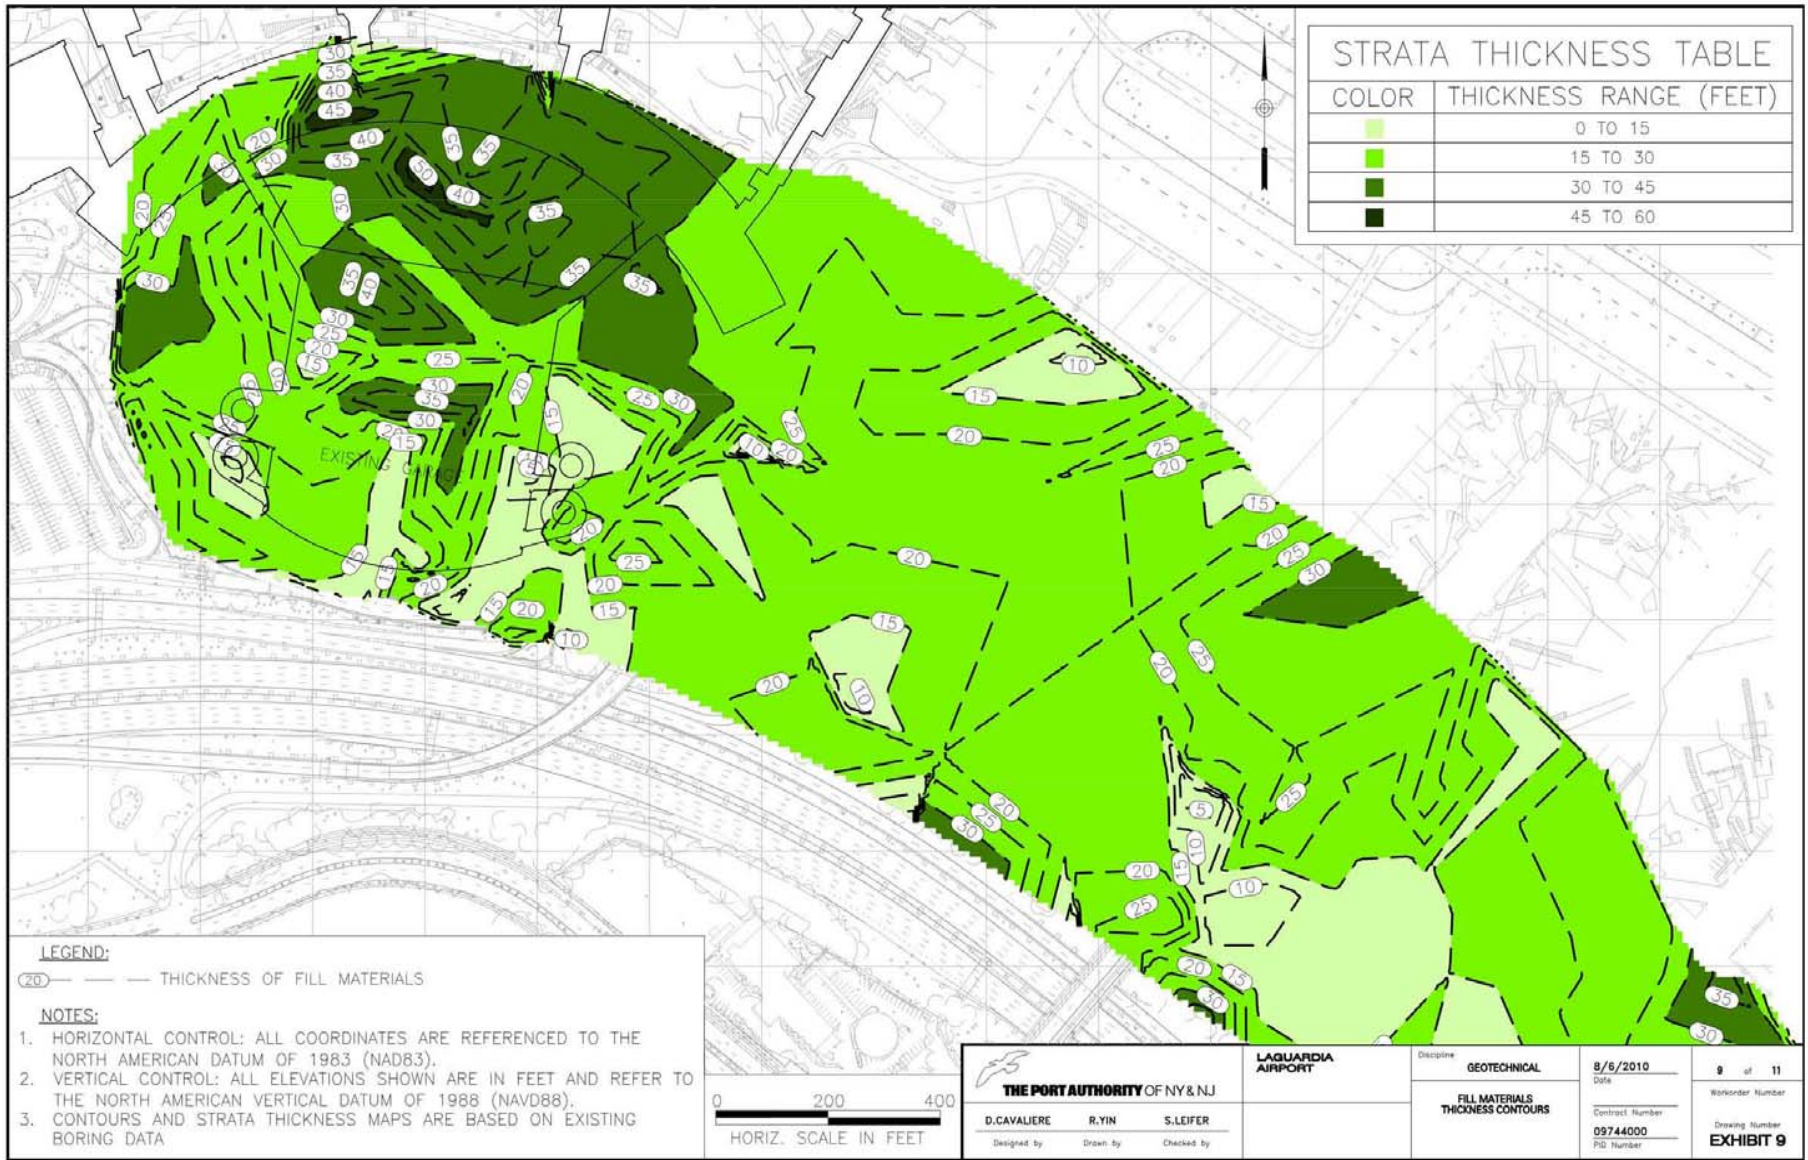 STRATA THICKNESS TABLE
COLOR THICKNESS RANGE (FEET)
0 TO 15
15 TO 30
30 TO 45
45 TO 60
30
35
40
45
20
30
40
35
35
35
50
40
35
30
20
25
30
35
40
35
35
30
25
20
15
25
20
25
30
35
30
20
15
25
30
15
25
10
20
15
10
20
25
20
15
20
25
30
EXISTING GARAGE
15
15
20
15
20
10
20
25
20
15
20
15
10
20
20
25
20
25
30
5
10
15
25
20
25
10
20
15
30
35
30
LEGEND:
20 THICKNESS OF FILL MATERIALS
NOTES:
1. HORIZONTAL CONTROL: ALL COORDINATES ARE REFERENCED TO THE
NORTH AMERICAN DATUM OF 1983 (NAD83).
2. VERTICAL CONTROL: ALL ELEVATIONS SHOWN ARE IN FEET AND REFER TO
THE NORTH AMERICAN VERTICAL DATUM OF 1988 (NAVD88).
3. CONTOURS AND STRATA THICKNESS MAPS ARE BASED ON EXISTING
BORING DATA
0 200 400
HORIZ. SCALE IN FEET
THE PORT AUTHORITY OF NY & NJ
D.CAVALIERE R.YIN S.LEIFER
Designed by Drawn by Checked by
LAGUARDIA
AIRPORT
Discipline
GEOTECHNICAL
FILL MATERIALS
THICKNESS CONTOURS
8/6/2010
Date
Contract Number
09744000
PID Number
9 of 11
Workorder Number
Drawing Number
EXHIBIT 9